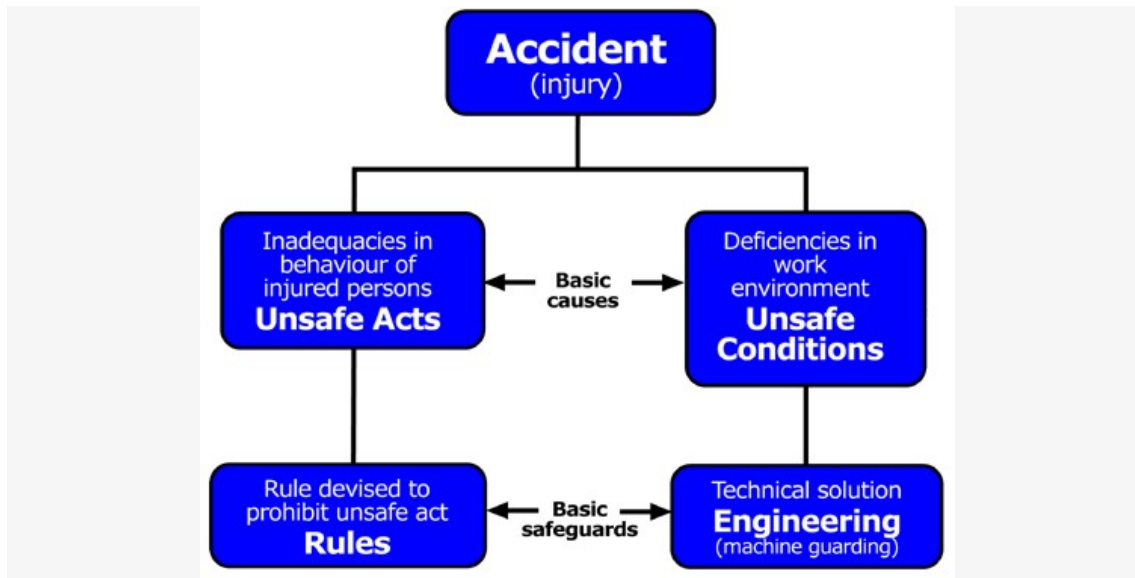 Accident
(injury)
Inadequacies in
behaviour of
injured persons
Unsafe Acts
Basic
causes
Deficiencies in
work
environment
Unsafe
Conditions
Rule devised to
prohibit unsafe act
Rules
Basic
safeguards
Technical solution
Engineering
(machine guarding)